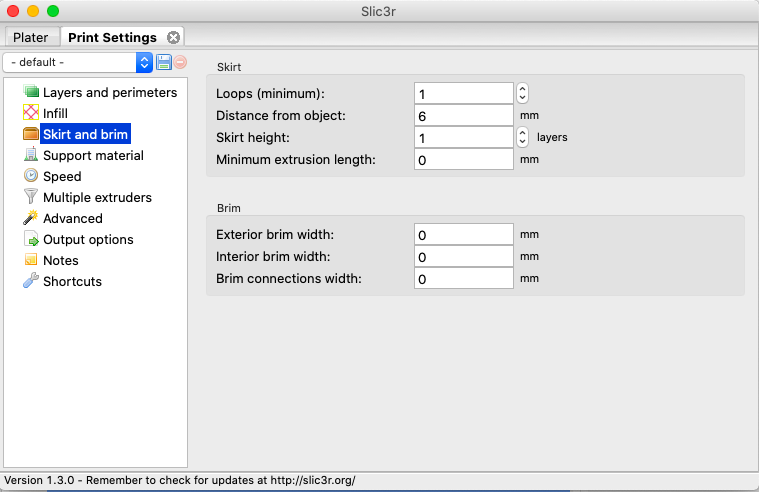 Slic3r
Plater Print Settings
- default -
Layers and perimeters
Infill
Skirt and brim
Support material
Speed
Multiple extruders
Advanced
Output options
Notes
Shortcuts
Skirt
Loops (minimum): 1
Distance from object: 6 mm
Skirt height: 1 layers
Minimum extrusion length: 0 mm
Brim
Exterior brim width: 0 mm
Interior brim width: 0 mm
Brim connections width: 0 mm
Version 1.3.0 - Remember to check for updates at http://slic3r.org/